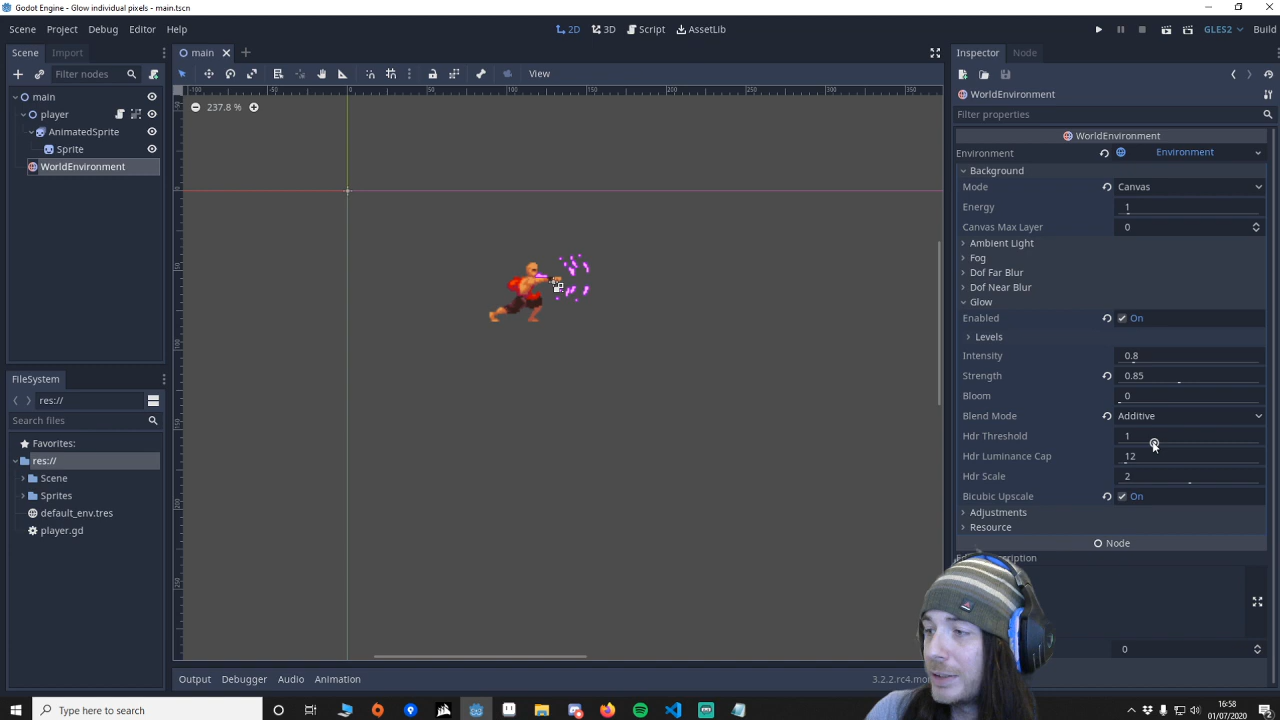 Godot Engine - Glow individual pixels - main.tscn
Scene Project Debug Editor Help
2D 3D Script AssetLib
GLES2 Build
Scene Import
main
Inspector Node
Filter nodes
View
main
player
AnimatedSprite
Sprite
WorldEnvironment
237.8 %
WorldEnvironment
Filter properties
WorldEnvironment
Environment Environment
Background
Mode Canvas
Energy 1
Canvas Max Layer 0
Ambient Light
Fog
Dof Far Blur
Dof Near Blur
Glow
Enabled On
Levels
Intensity 0.8
Strength 0.85
Bloom 0
Blend Mode Additive
Hdr Threshold 1
Hdr Luminance Cap 12
Hdr Scale 2
Bicubic Upscale On
Adjustments
Resource
Node
FileSystem
res://
Search files
Favorites:
res://
Scene
Sprites
default_env.tres
player.gd
0
Output Debugger Audio Animation
3.2.2.rc4
Type here to search
16:58
01/07/2020